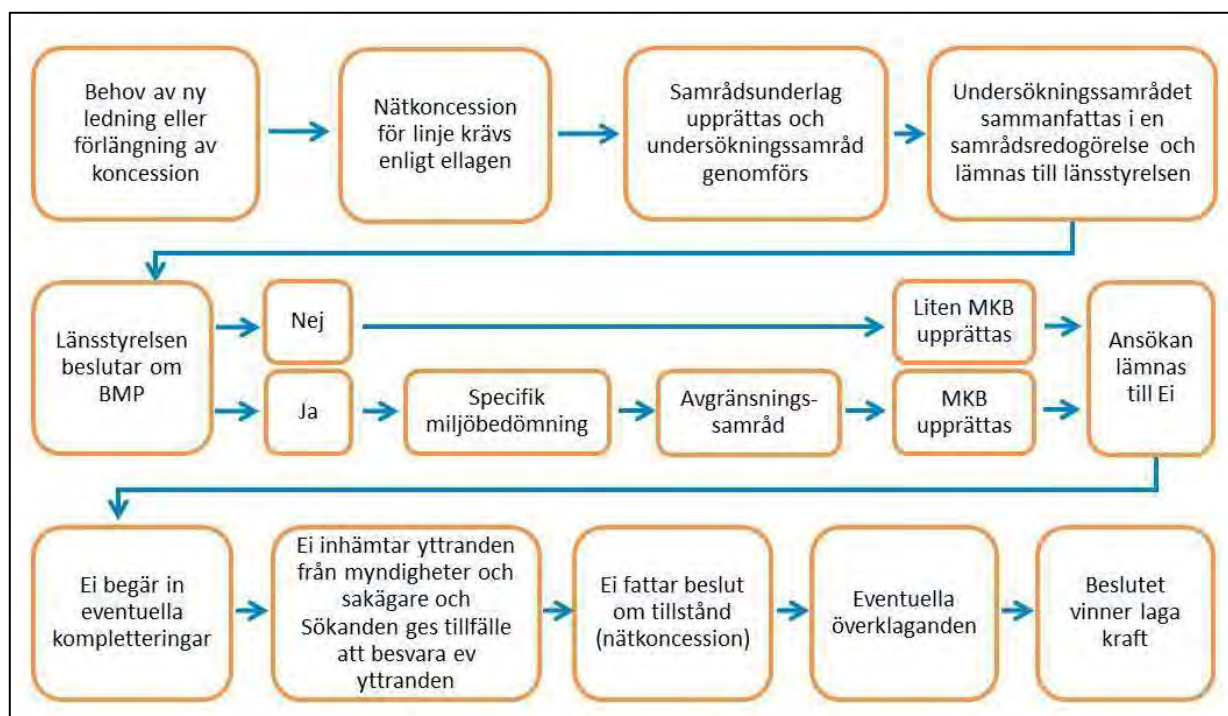 Behov av ny
ledning eller
förlängning av
koncession
Nätkoncession
för linje krävs
enligt ellagen
Samrådsunderlag
upprättas och
undersökningssamråd
genomförs
Undersökningssamrådet
sammanfattas i en
samrådsredogörelse och
lämnas till länsstyrelsen
Länsstyrelsen
beslutar om
BMP
Nej
Liten MKB
upprättas
Ja
Specifik
miljöbedömning
Avgränsnings-
samråd
MKB
upprättas
Ansökan
lämnas
till Ei
Ei begär in
eventuella
kompletteringar
Ei inhämtar yttranden
från myndigheter och
sakägare och
Sökanden ges tillfälle
att besvara ev
yttranden
Ei fattar beslut
om tillstånd
(nätkoncession)
Eventuella
överklaganden
Beslutet
vinner laga
kraft